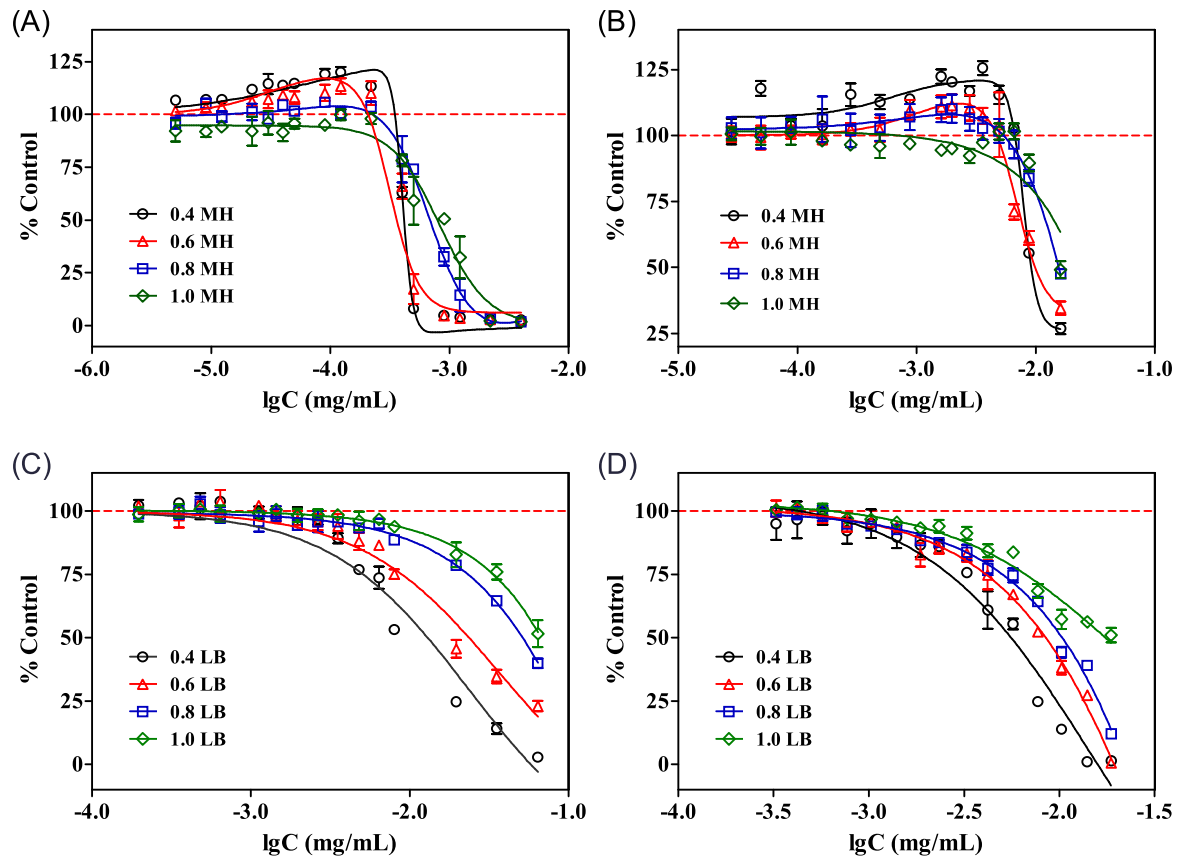 (A)
% Control
125
100
75
50
25
0
0.4 MH
0.6 MH
0.8 MH
1.0 MH
-6.0 -5.0 -4.0 -3.0 -2.0
lgC (mg/mL)
(B)
% Control
125
100
75
50
25
0.4 MH
0.6 MH
0.8 MH
1.0 MH
-5.0 -4.0 -3.0 -2.0 -1.0
lgC (mg/mL)
(C)
% Control
100
75
50
25
0
0.4 LB
0.6 LB
0.8 LB
1.0 LB
-4.0 -3.0 -2.0 -1.0
lgC (mg/mL)
(D)
% Control
100
75
50
25
0
0.4 LB
0.6 LB
0.8 LB
1.0 LB
-4.0 -3.5 -3.0 -2.5 -2.0 -1.5
lgC (mg/mL)